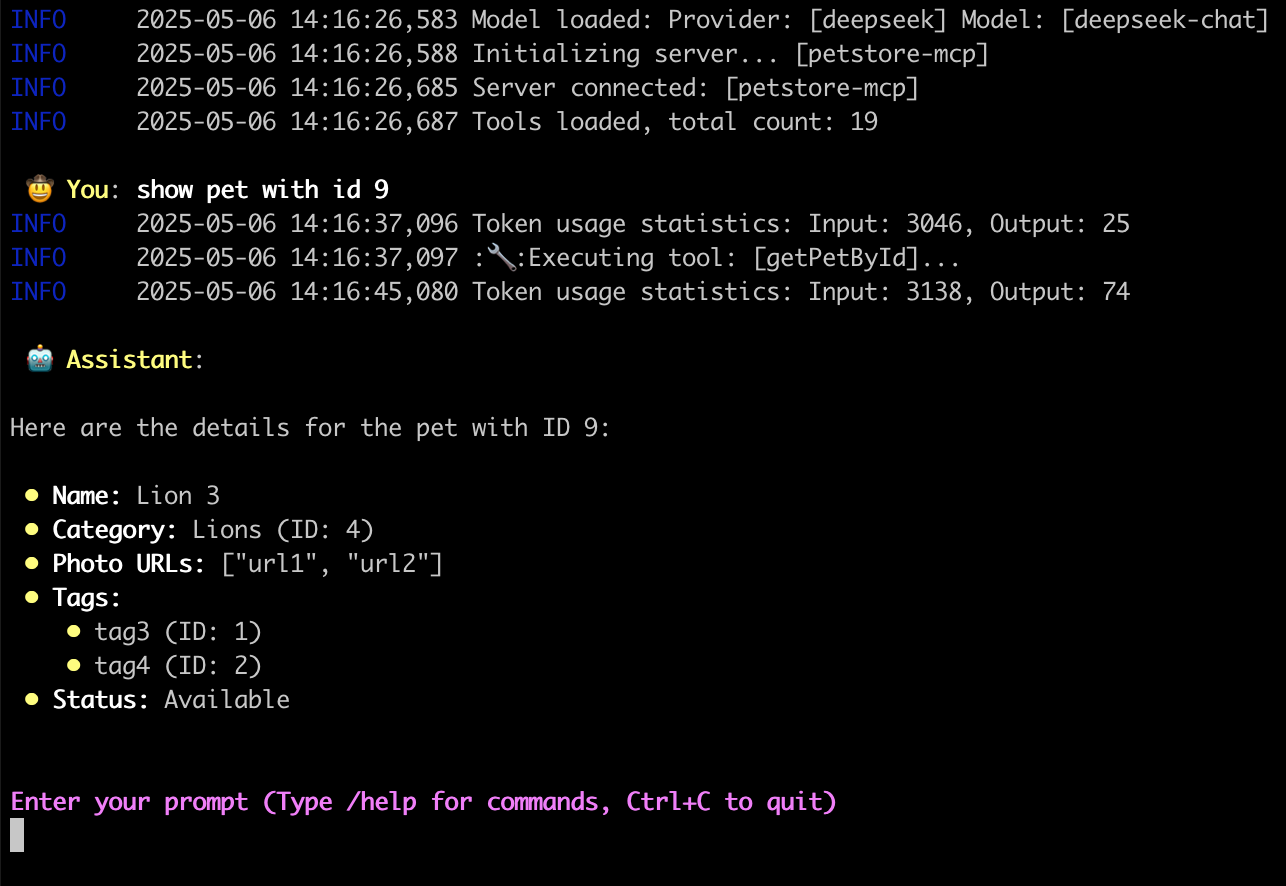 INFO 2025-05-06 14:16:26,583 Model loaded: Provider: [deepseek] Model: [deepseek-chat]
INFO 2025-05-06 14:16:26,588 Initializing server... [petstore-mcp]
INFO 2025-05-06 14:16:26,685 Server connected: [petstore-mcp]
INFO 2025-05-06 14:16:26,687 Tools loaded, total count: 19
🤠 You: show pet with id 9
INFO 2025-05-06 14:16:37,096 Token usage statistics: Input: 3046, Output: 25
INFO 2025-05-06 14:16:37,097 :🔧:Executing tool: [getPetById]...
INFO 2025-05-06 14:16:45,080 Token usage statistics: Input: 3138, Output: 74
🤖 Assistant:
Here are the details for the pet with ID 9:
● Name: Lion 3
● Category: Lions (ID: 4)
● Photo URLs: ["url1", "url2"]
● Tags:
● tag3 (ID: 1)
● tag4 (ID: 2)
● Status: Available
Enter your prompt (Type /help for commands, Ctrl+C to quit)